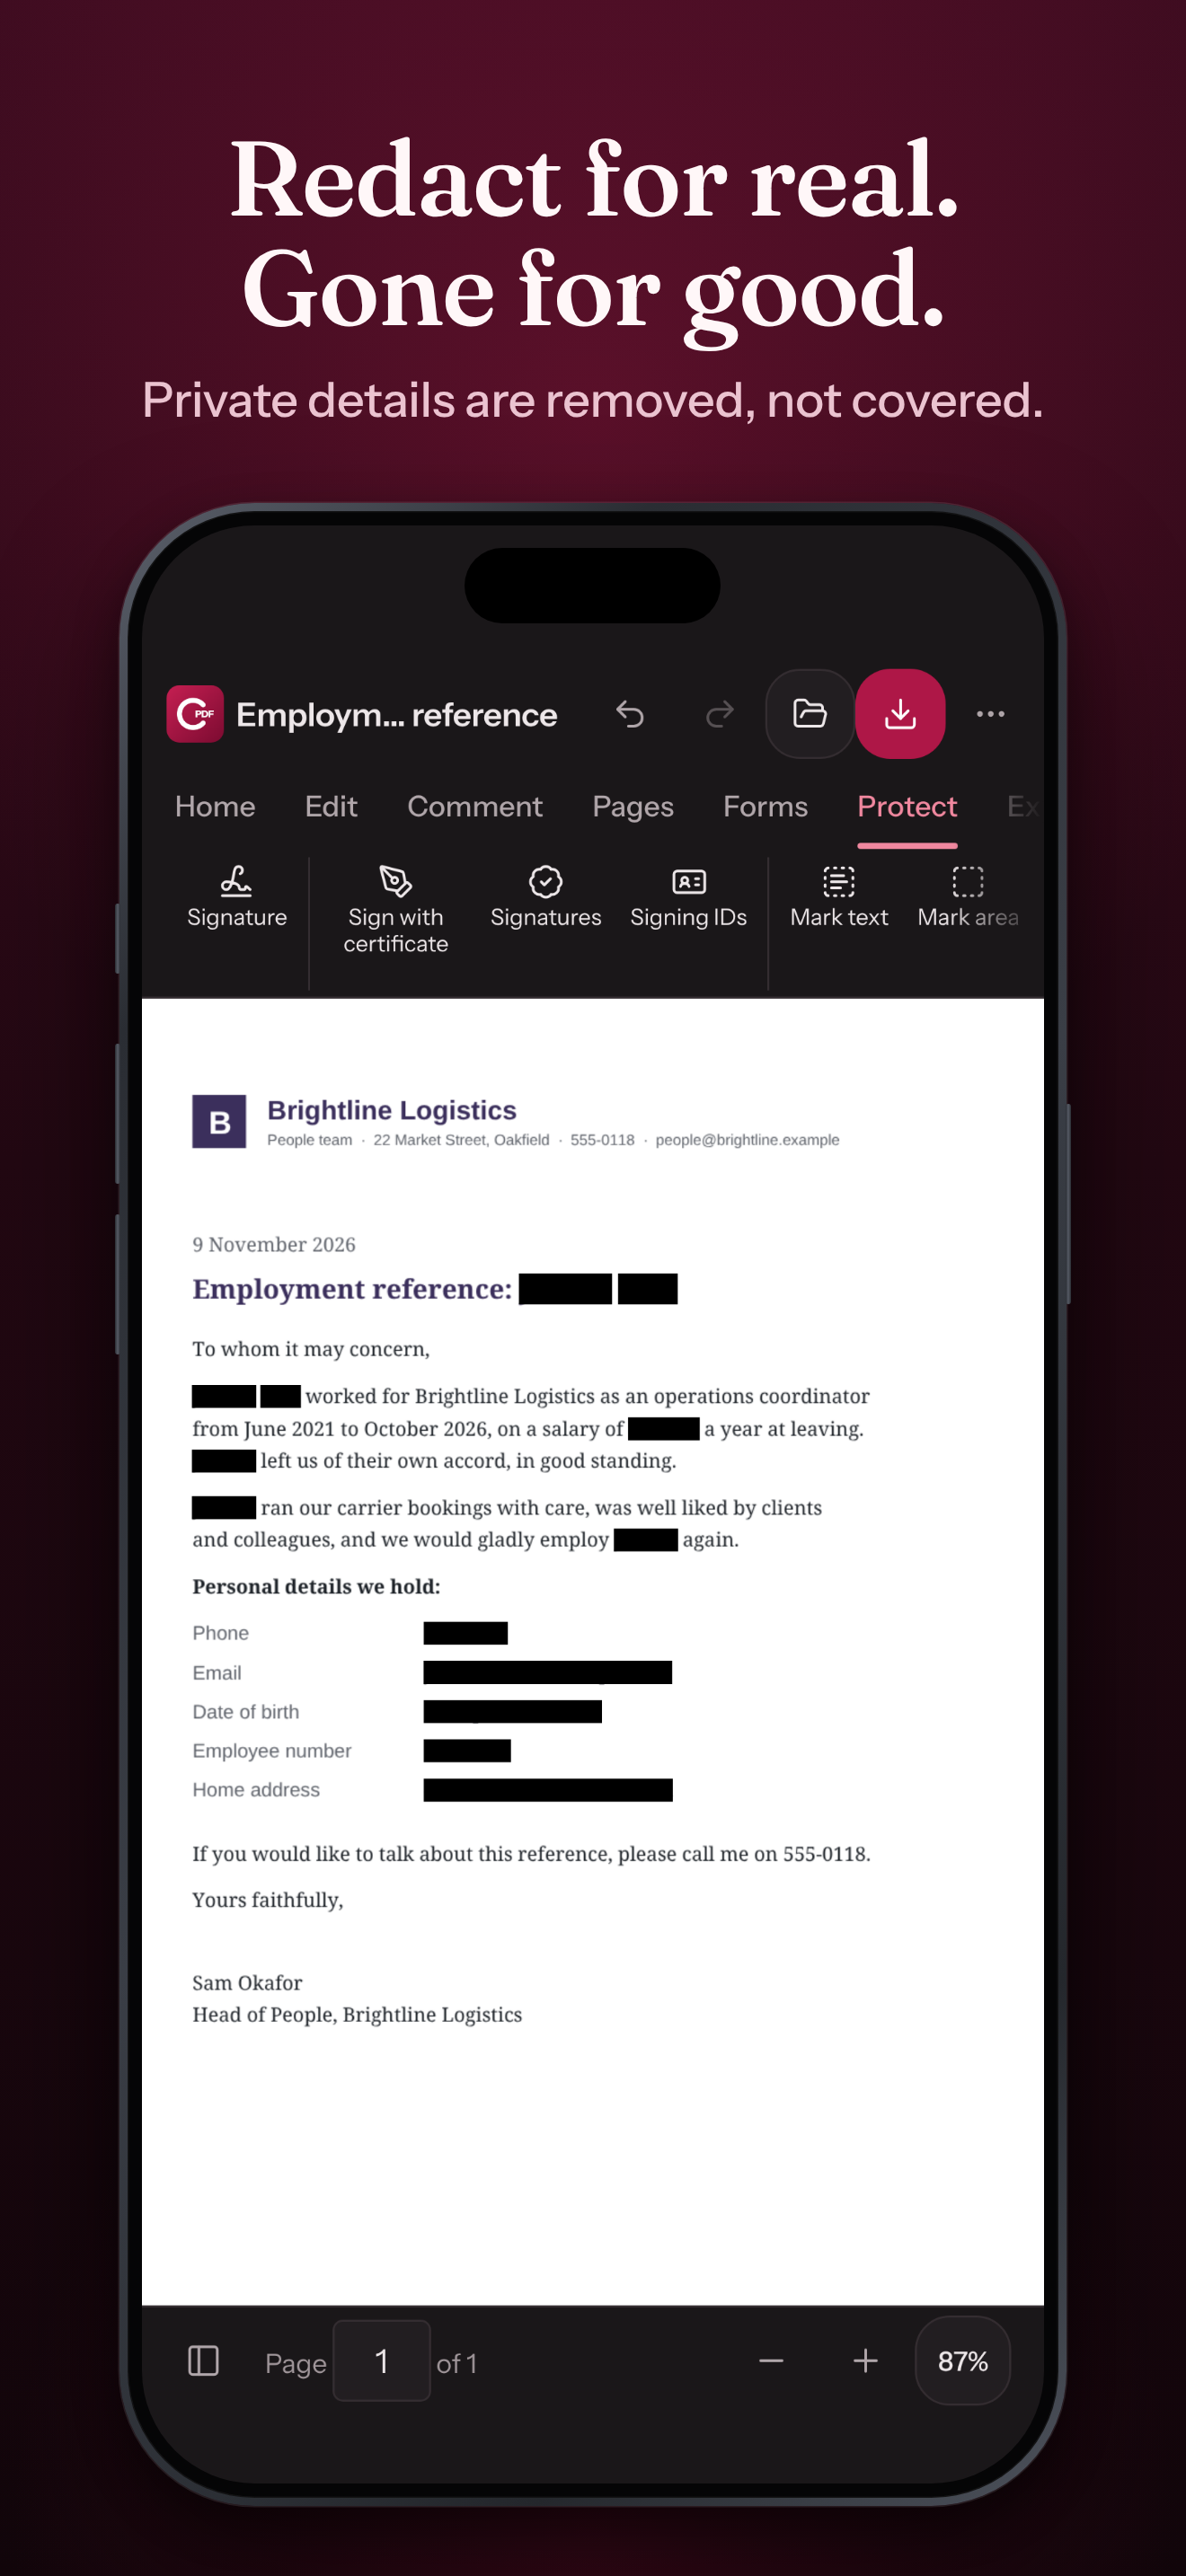 Redact for real.
Gone for good.
Private details are removed, not covered.
PDF Employm... reference
Home Edit Comment Pages Forms Protect Ex
Signature Sign with certificate Signatures Signing IDs Mark text Mark area
B
Brightline Logistics
People team · 22 Market Street, Oakfield · 555-0118 · people@brightline.example
9 November 2026
Employment reference:
To whom it may concern,
worked for Brightline Logistics as an operations coordinator
from June 2021 to October 2026, on a salary of a year at leaving.
left us of their own accord, in good standing.
ran our carrier bookings with care, was well liked by clients
and colleagues, and we would gladly employ again.
Personal details we hold:
Phone
Email
Date of birth
Employee number
Home address
If you would like to talk about this reference, please call me on 555-0118.
Yours faithfully,
Sam Okafor
Head of People, Brightline Logistics
Page 1 of 1 87%